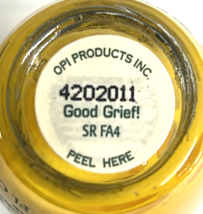 OPI PRODUCTS INC.
4202011
Good Grief!
SR FA4
PEEL HERE